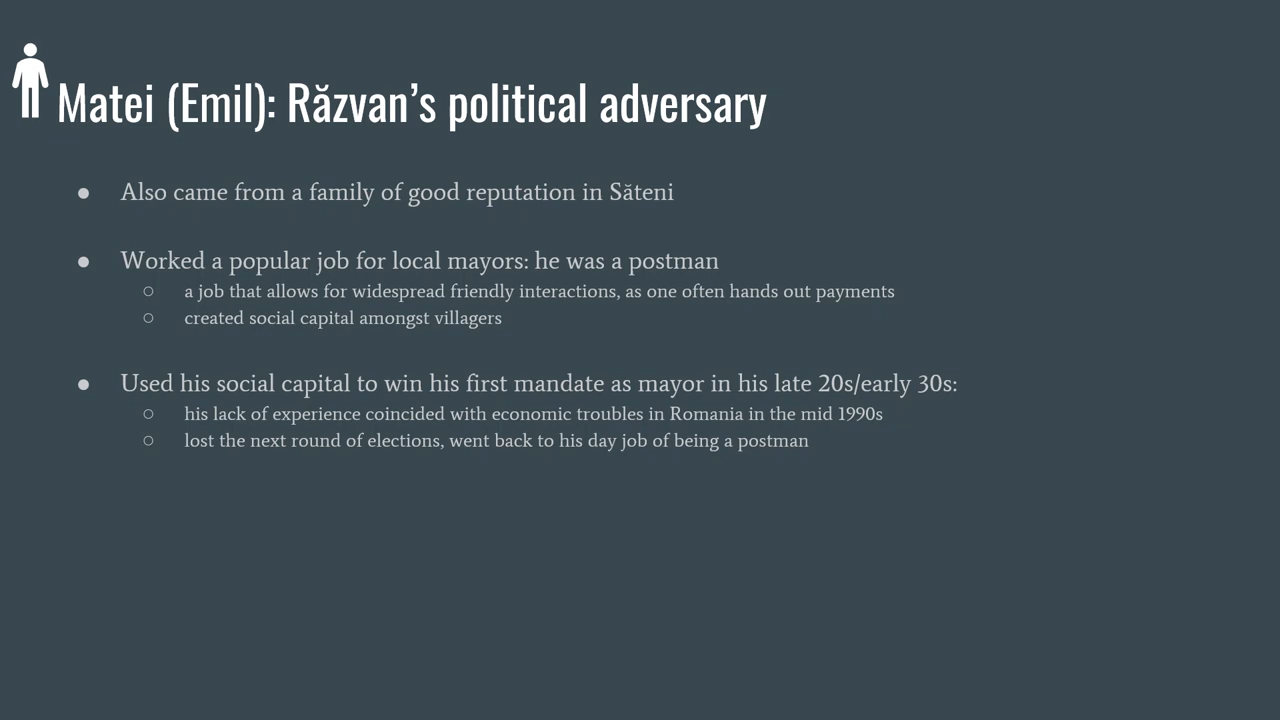 Matei (Emil): Răzvan’s political adversary
● Also came from a family of good reputation in Săteni
● Worked a popular job for local mayors: he was a postman
○ a job that allows for widespread friendly interactions, as one often hands out payments
○ created social capital amongst villagers
● Used his social capital to win his first mandate as mayor in his late 20s/early 30s:
○ his lack of experience coincided with economic troubles in Romania in the mid 1990s
○ lost the next round of elections, went back to his day job of being a postman